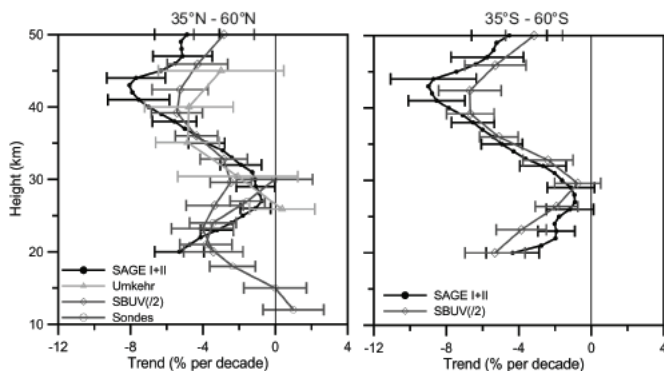 35°N - 60°N
35°S - 60°S
50
40
30
20
10
Height (km)
SAGE I+II
Umkehr
SBUV(/2)
Sondes
-12
-8
-4
0
4
Trend (% per decade)
SAGE I+II
SBUV(/2)
-12
-8
-4
0
4
Trend (% per decade)